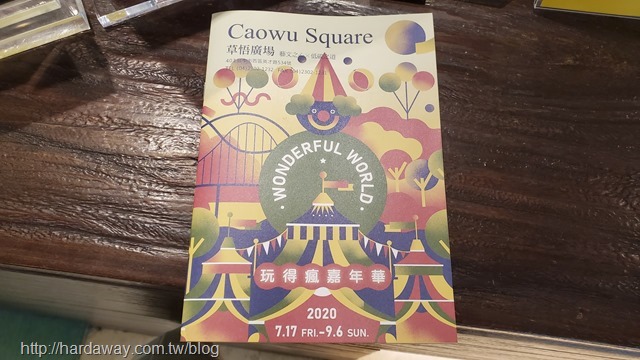 Caowu Square
草悟廣場
WONDERFUL WORLD
玩得瘋嘉年華
2020
7.17 FRI.–9.6 SUN.
http://hardaway.com.tw/blog